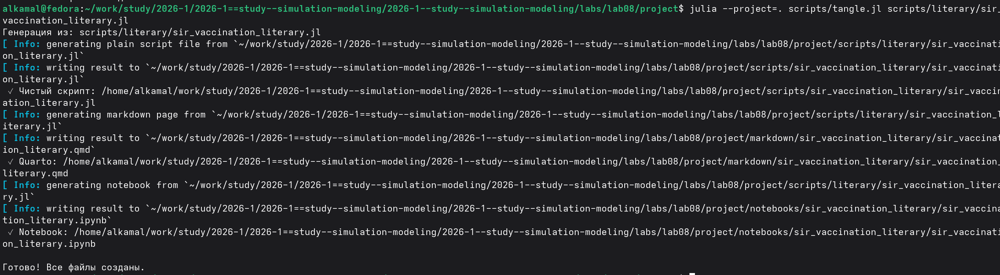 alkamal@fedora:~/work/study/2026-1/2026-1==study--simulation-modeling/2026-1--study--simulation-modeling/labs/lab08/project$ julia --project=. scripts/tangle.jl scripts/literary/sir_
vaccination_literary.jl
Генерация из: scripts/literary/sir_vaccination_literary.jl
[ Info: generating plain script file from `~/work/study/2026-1/2026-1==study--simulation-modeling/2026-1--study--simulation-modeling/labs/lab08/project/scripts/literary/sir_vaccinati
on_literary.jl`
[ Info: writing result to `~/work/study/2026-1/2026-1==study--simulation-modeling/2026-1--study--simulation-modeling/labs/lab08/project/scripts/sir_vaccination_literary/sir_vaccinati
on_literary.jl`
✓ Чистый скрипт: /home/alkamal/work/study/2026-1/2026-1==study--simulation-modeling/2026-1--study--simulation-modeling/labs/lab08/project/scripts/sir_vaccination_literary/sir_vaccin
ation_literary.jl
[ Info: generating markdown page from `~/work/study/2026-1/2026-1==study--simulation-modeling/2026-1--study--simulation-modeling/labs/lab08/project/scripts/literary/sir_vaccination_l
iterary.jl`
[ Info: writing result to `~/work/study/2026-1/2026-1==study--simulation-modeling/2026-1--study--simulation-modeling/labs/lab08/project/markdown/sir_vaccination_literary/sir_vaccinat
ion_literary.qmd`
✓ Quarto: /home/alkamal/work/study/2026-1/2026-1==study--simulation-modeling/2026-1--study--simulation-modeling/labs/lab08/project/markdown/sir_vaccination_literary/sir_vaccination_
literary.qmd
[ Info: generating notebook from `~/work/study/2026-1/2026-1==study--simulation-modeling/2026-1--study--simulation-modeling/labs/lab08/project/scripts/literary/sir_vaccination_litera
ry.jl`
[ Info: writing result to `~/work/study/2026-1/2026-1==study--simulation-modeling/2026-1--study--simulation-modeling/labs/lab08/project/notebooks/sir_vaccination_literary/sir_vaccina
tion_literary.ipynb`
✓ Notebook: /home/alkamal/work/study/2026-1/2026-1==study--simulation-modeling/2026-1--study--simulation-modeling/labs/lab08/project/notebooks/sir_vaccination_literary/sir_vaccinati
on_literary.ipynb
Готово! Все файлы созданы.